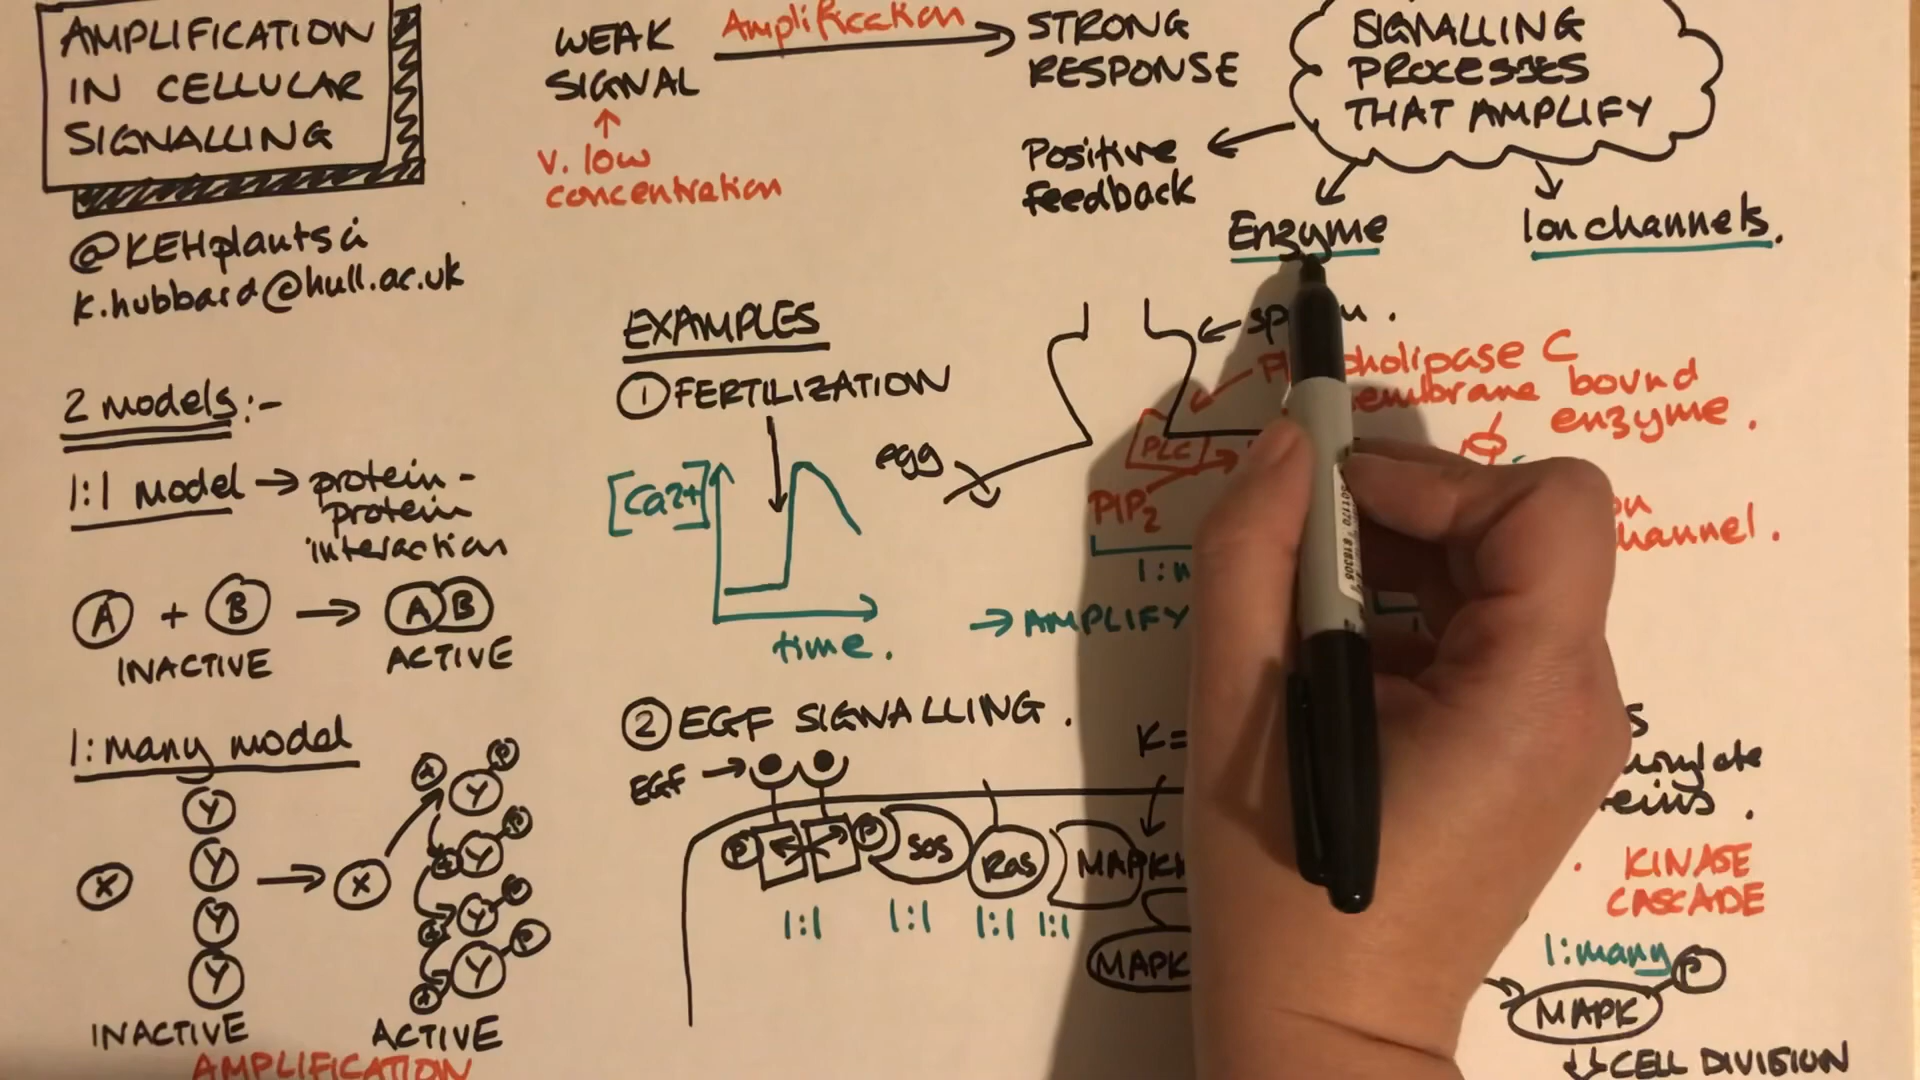 AMPLIFICATION
IN CELLULAR
SIGNALLING
@KEHplantsci
k.hubbard@hull.ac.uk
2 models:-
1:1 model → protein-
protein
interaction
A + B → AB
INACTIVE ACTIVE
1:many model
X Y Y Y Y → X
x Y P
x Y P
x Y P
x Y P
INACTIVE ACTIVE
AMPLIFICATION
WEAK
SIGNAL
Amplification
STRONG
RESPONSE
↑
V. low
concentration
SIGNALLING
PROCESSES
THAT AMPLIFY
Positive
feedback
Enzyme
Ion channels.
EXAMPLES
① FERTILIZATION
[Ca2+]
time.
egg
PLC
PIP2
C
membrane bound
enzyme.
→ AMPLIFY
② EGF SIGNALLING.
EGF →
P P SOS Ras
1:1 1:1 1:1 1:1
K=
MAPK
KINASE
CASCADE
1:many
MAPK P
↓↓ CELL DIVISION